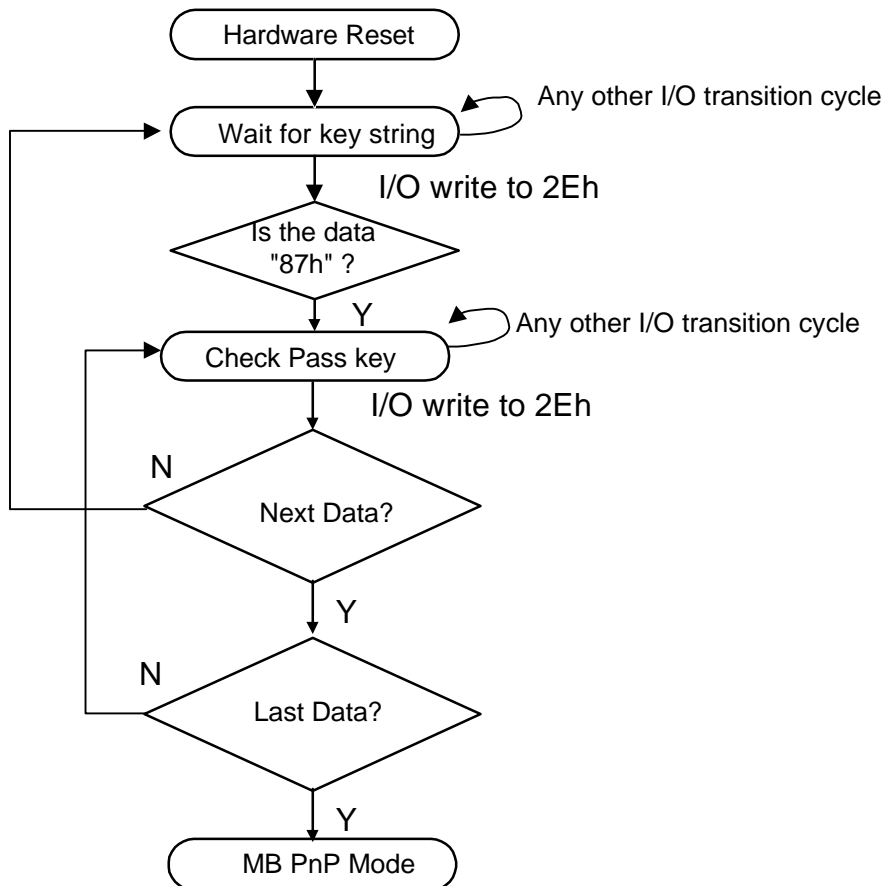 Hardware Reset
Any other I/O transition cycle
Wait for key string
I/O write to 2Eh
Is the data
"87h" ?
Y
Any other I/O transition cycle
Check Pass key
I/O write to 2Eh
N
Next Data?
Y
N
Last Data?
Y
MB PnP Mode